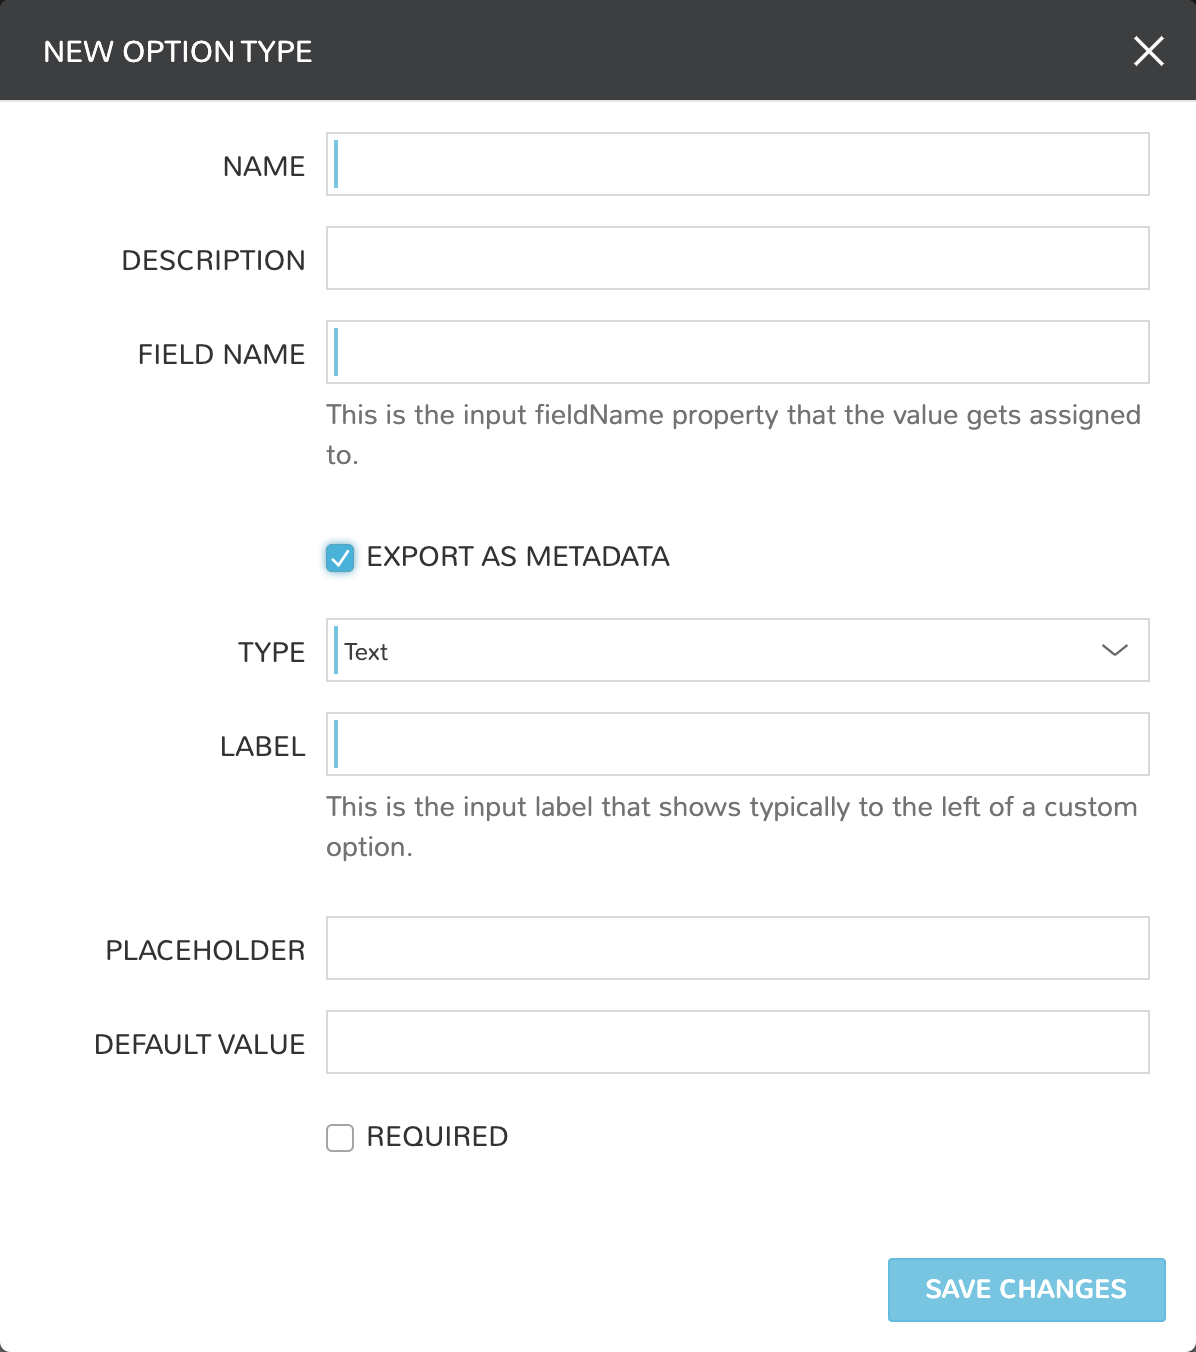 NEW OPTION TYPE
NAME
DESCRIPTION
FIELD NAME
This is the input fieldName property that the value gets assigned
to.
EXPORT AS METADATA
TYPE
Text
LABEL
This is the input label that shows typically to the left of a custom
option.
PLACEHOLDER
DEFAULT VALUE
REQUIRED
SAVE CHANGES